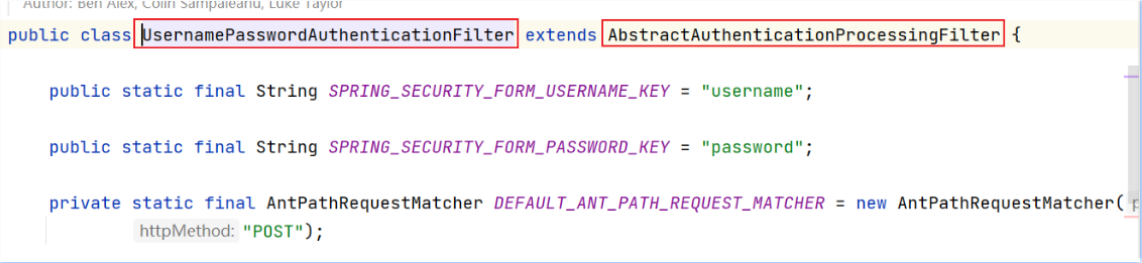 Author: Ben Alex, Colin Sampaleanu, Luke Taylor
public class UsernamePasswordAuthenticationFilter extends AbstractAuthenticationProcessingFilter {
public static final String SPRING_SECURITY_FORM_USERNAME_KEY = "username";
public static final String SPRING_SECURITY_FORM_PASSWORD_KEY = "password";
private static final AntPathRequestMatcher DEFAULT_ANT_PATH_REQUEST_MATCHER = new AntPathRequestMatcher(
httpMethod: "POST");